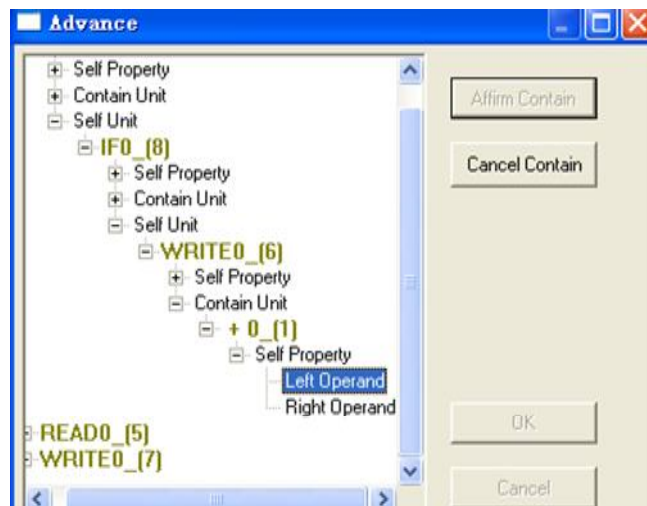 Advance
Self Property
Contain Unit
Self Unit
IF0_(8)
Self Property
Contain Unit
Self Unit
WRITE0_(6)
Self Property
Contain Unit
+ 0_(1)
Self Property
Left Operand
Right Operand
READ0_(5)
WRITE0_(7)
Affirm Contain
Cancel Contain
OK
Cancel